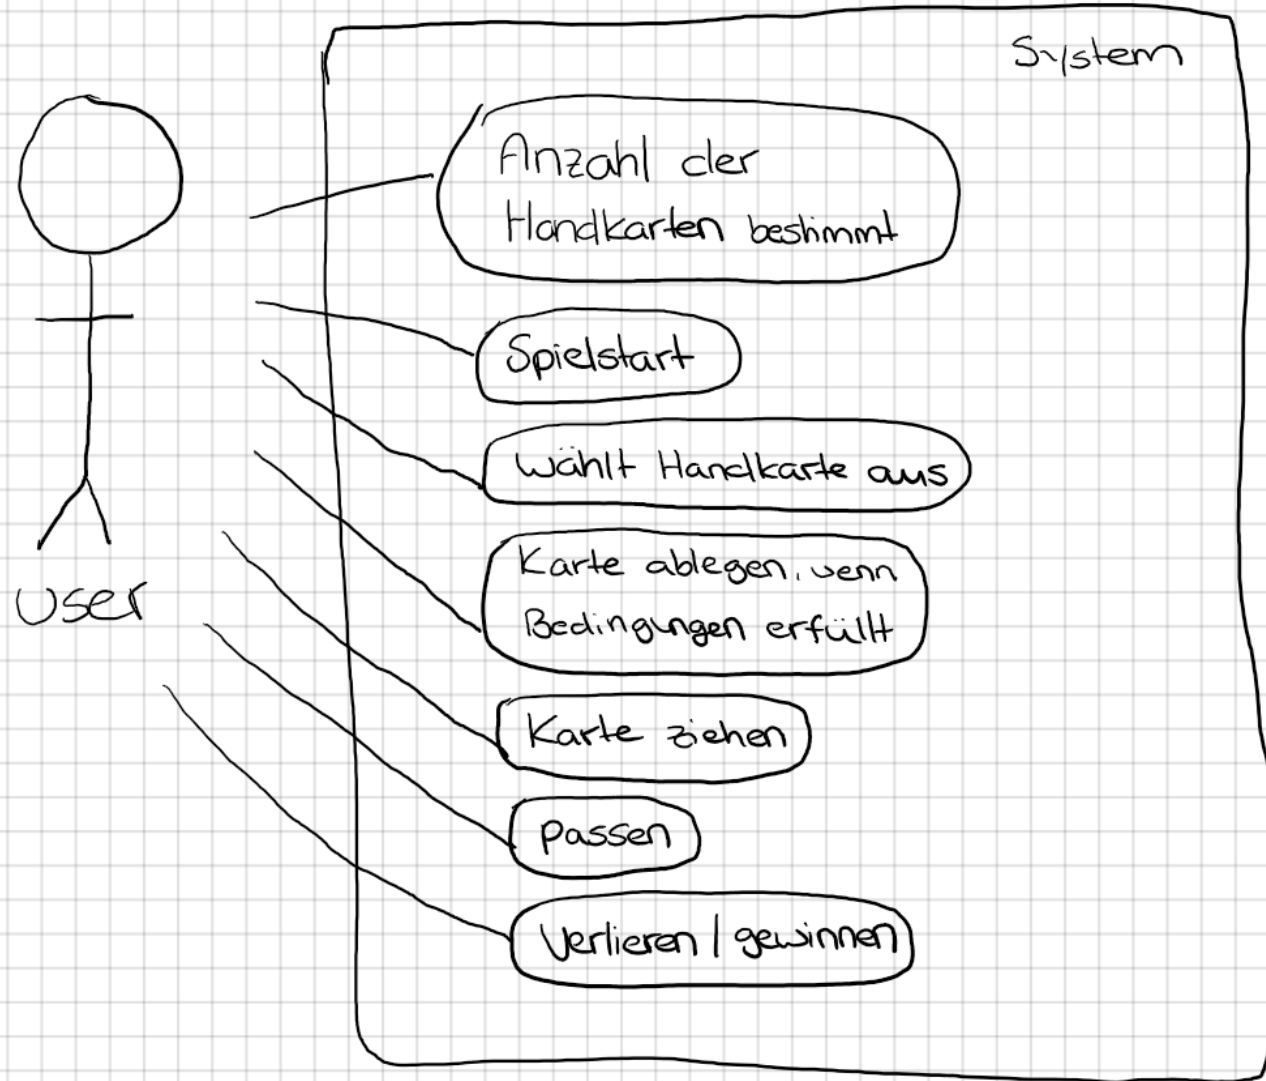 System
Anzahl der
Handkarten bestimmt
Spielstart
Wählt Handkarte aus
Karte ablegen, wenn
Bedingungen erfüllt
User
Karte ziehen
passen
Verlieren / gewinnen